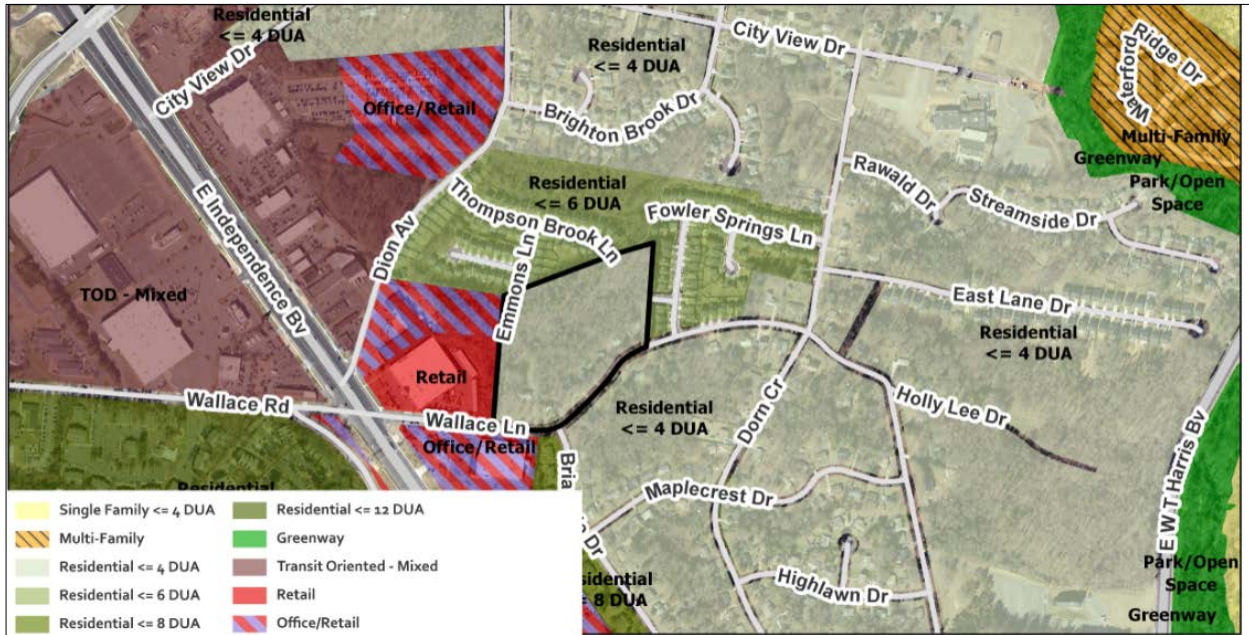 Residential
<= 4 DUA
City View Dr
Office/Retail
Residential
<= 4 DUA
City View Dr
Brighton Brook Dr
Waterford
Ridge Dr
Multi-Family
Greenway
Park/Open
Space
Residential
<= 6 DUA
Rawald Dr
Streamside Dr
Thompson Brook Ln
Fowler Springs Ln
E Independence Bv
Dion Av
Emmons Ln
TOD - Mixed
East Lane Dr
Residential
<= 4 DUA
Retail
Wallace Rd
Wallace Ln
Office/Retail
Residential
<= 4 DUA
Dorn Cr
Holly Lee Dr
Maplecrest Dr
Highlawn Dr
E W T Harris Bv
Park/Open
Space
Greenway
Residential
sidential
8 DUA
Single Family <= 4 DUA
Multi-Family
Residential <= 4 DUA
Residential <= 6 DUA
Residential <= 8 DUA
Residential <= 12 DUA
Greenway
Transit Oriented - Mixed
Retail
Office/Retail